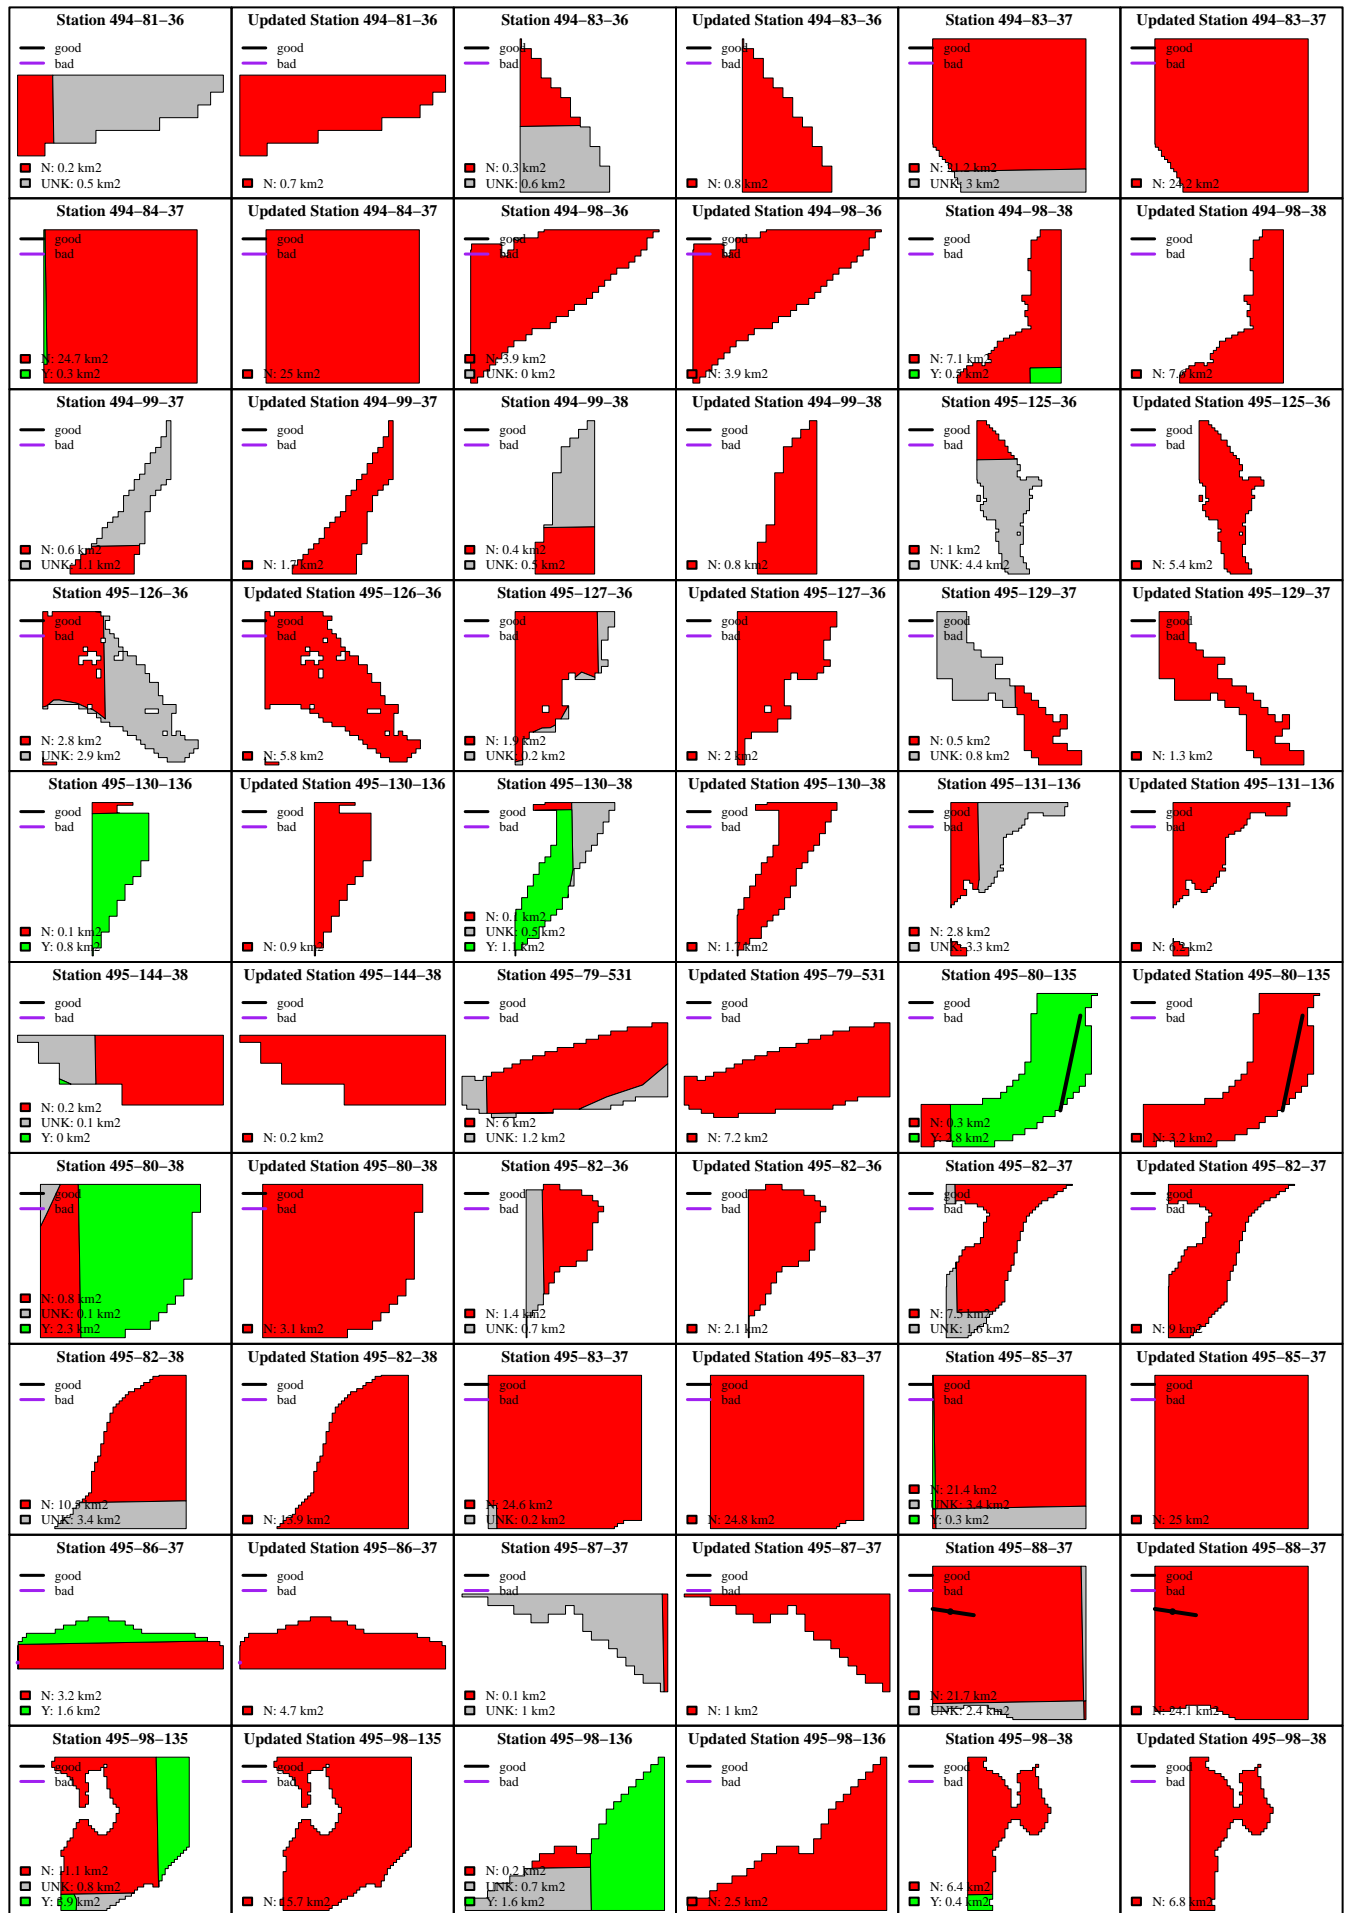 Station 494−81−36
good
bad
N: 0.2 km2
UNK: 0.5 km2
Updated Station 494−81−36
good
bad
N: 0.7 km2
Station 494−83−36
good
bad
N: 0.3 km2
UNK: 0.6 km2
Updated Station 494−83−36
good
bad
N: 0.8 km2
Station 494−83−37
good
bad
N: 21.2 km2
UNK: 3 km2
Updated Station 494−83−37
good
bad
N: 24.2 km2
Station 494−84−37
good
bad
N: 24.7 km2
Y: 0.3 km2
Updated Station 494−84−37
good
bad
N: 25 km2
Station 494−98−36
good
bad
N: 3.9 km2
UNK: 0 km2
Updated Station 494−98−36
good
bad
N: 3.9 km2
Station 494−98−38
good
bad
N: 7.1 km2
Y: 0.5 km2
Updated Station 494−98−38
good
bad
N: 7.6 km2
Station 494−99−37
good
bad
N: 0.6 km2
UNK: 1.1 km2
Updated Station 494−99−37
good
bad
N: 1.7 km2
Station 494−99−38
good
bad
N: 0.4 km2
UNK: 0.5 km2
Updated Station 494−99−38
good
bad
N: 0.8 km2
Station 495−125−36
good
bad
N: 1 km2
UNK: 4.4 km2
Updated Station 495−125−36
good
bad
N: 5.4 km2
Station 495−126−36
good
bad
N: 2.8 km2
UNK: 2.9 km2
Updated Station 495−126−36
good
bad
N: 5.8 km2
Station 495−127−36
good
bad
N: 1.9 km2
UNK: 0.2 km2
Updated Station 495−127−36
good
bad
N: 2 km2
Station 495−129−37
good
bad
N: 0.5 km2
UNK: 0.8 km2
Updated Station 495−129−37
good
bad
N: 1.3 km2
Station 495−130−136
good
bad
N: 0.1 km2
Y: 0.8 km2
Updated Station 495−130−136
good
bad
N: 0.9 km2
Station 495−130−38
good
bad
N: 0.1 km2
UNK: 0.5 km2
Y: 1.1 km2
Updated Station 495−130−38
good
bad
N: 1.7 km2
Station 495−131−136
good
bad
N: 2.8 km2
UNK: 3.3 km2
Updated Station 495−131−136
good
bad
N: 6.2 km2
Station 495−144−38
good
bad
N: 0.2 km2
UNK: 0.1 km2
Y: 0 km2
Updated Station 495−144−38
good
bad
N: 0.2 km2
Station 495−79−531
good
bad
N: 6 km2
UNK: 1.2 km2
Updated Station 495−79−531
good
bad
N: 7.2 km2
Station 495−80−135
good
bad
N: 0.3 km2
Y: 2.8 km2
Updated Station 495−80−135
good
bad
N: 3.2 km2
Station 495−80−38
good
bad
N: 0.8 km2
UNK: 0.1 km2
Y: 2.3 km2
Updated Station 495−80−38
good
bad
N: 3.1 km2
Station 495−82−36
good
bad
N: 1.4 km2
UNK: 0.7 km2
Updated Station 495−82−36
good
bad
N: 2.1 km2
Station 495−82−37
good
bad
N: 7.5 km2
UNK: 1.6 km2
Updated Station 495−82−37
good
bad
N: 9 km2
Station 495−82−38
good
bad
N: 10.5 km2
UNK: 3.4 km2
Updated Station 495−82−38
good
bad
N: 13.9 km2
Station 495−83−37
good
bad
N: 24.6 km2
UNK: 0.2 km2
Updated Station 495−83−37
good
bad
N: 24.8 km2
Station 495−85−37
good
bad
N: 21.4 km2
UNK: 3.4 km2
Y: 0.3 km2
Updated Station 495−85−37
good
bad
N: 25 km2
Station 495−86−37
good
bad
N: 3.2 km2
Y: 1.6 km2
Updated Station 495−86−37
good
bad
N: 4.7 km2
Station 495−87−37
good
bad
N: 0.1 km2
UNK: 1 km2
Updated Station 495−87−37
good
bad
N: 1 km2
Station 495−88−37
good
bad
N: 21.7 km2
UNK: 2.4 km2
Updated Station 495−88−37
good
bad
N: 24.1 km2
Station 495−98−135
good
bad
N: 11.1 km2
UNK: 0.8 km2
Y: 3.9 km2
Updated Station 495−98−135
good
bad
N: 15.7 km2
Station 495−98−136
good
bad
N: 0.2 km2
UNK: 0.7 km2
Y: 1.6 km2
Updated Station 495−98−136
good
bad
N: 2.5 km2
Station 495−98−38
good
bad
N: 6.4 km2
Y: 0.4 km2
Updated Station 495−98−38
good
bad
N: 6.8 km2